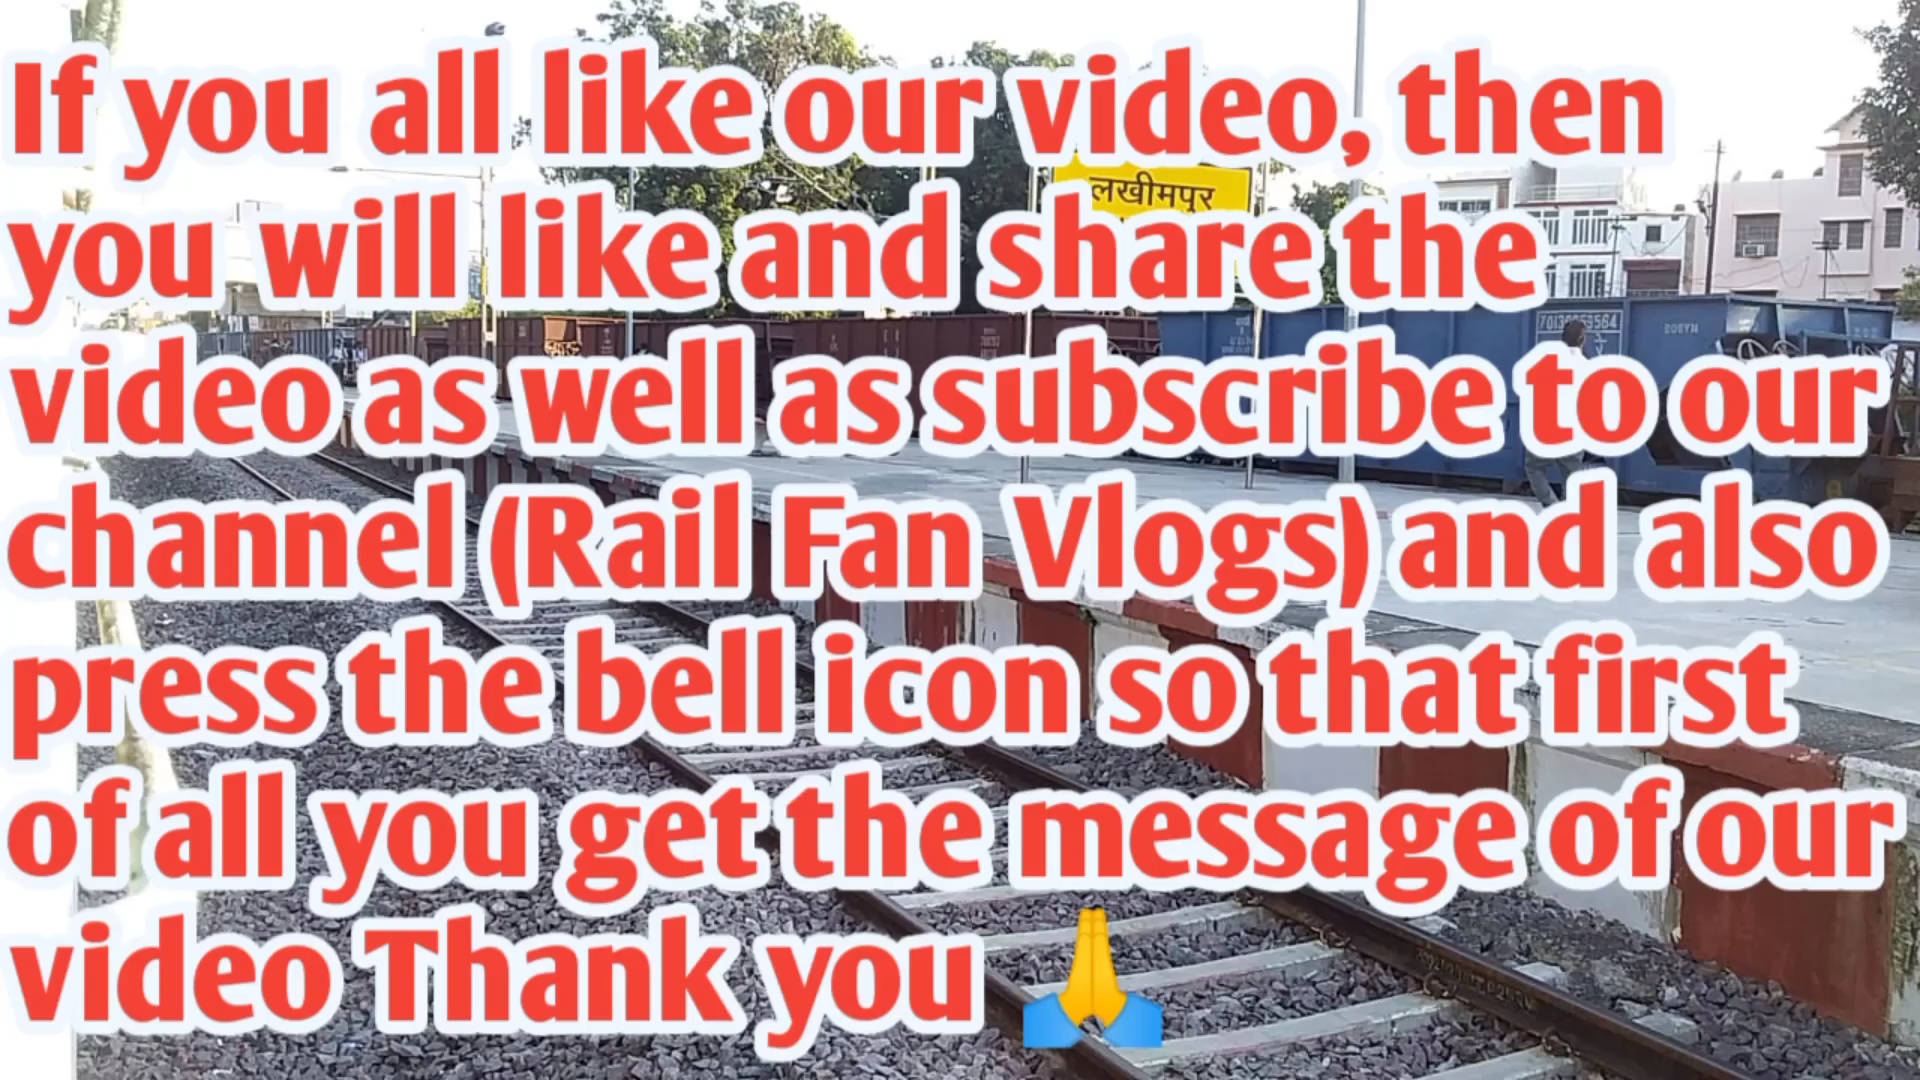 If you all like our video, then
लखीमपुर
you will like and share the
video as well as subscribe to our
channel (Rail Fan Vlogs) and also
press the bell icon so that first
of all you get the message of our
video Thank you 🙏